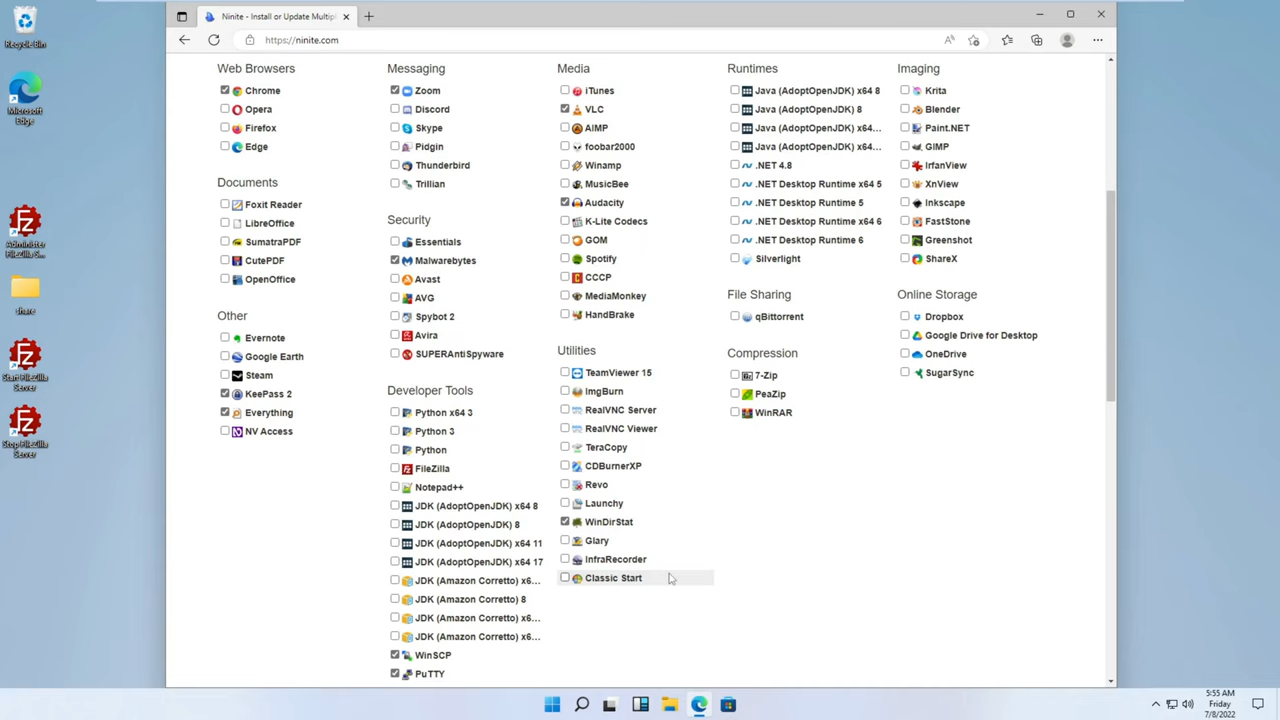 Recycle Bin
Microsoft
Edge
Administer
FileZilla S...
share
Start FileZilla
Server
Stop FileZilla
Server
Ninite - Install or Update Multipl
https://ninite.com
Web Browsers
Chrome
Opera
Firefox
Edge
Documents
Foxit Reader
LibreOffice
SumatraPDF
CutePDF
OpenOffice
Other
Evernote
Google Earth
Steam
KeePass 2
Everything
NV Access
Messaging
Zoom
Discord
Skype
Pidgin
Thunderbird
Trillian
Security
Essentials
Malwarebytes
Avast
AVG
Spybot 2
Avira
SUPERAntiSpyware
Developer Tools
Python x64 3
Python 3
Python
FileZilla
Notepad++
JDK (AdoptOpenJDK) x64 8
JDK (AdoptOpenJDK) 8
JDK (AdoptOpenJDK) x64 11
JDK (AdoptOpenJDK) x64 17
JDK (Amazon Corretto) x6...
JDK (Amazon Corretto) 8
JDK (Amazon Corretto) x6...
JDK (Amazon Corretto) x6...
WinSCP
PuTTY
Media
iTunes
VLC
AIMP
foobar2000
Winamp
MusicBee
Audacity
K-Lite Codecs
GOM
Spotify
CCCP
MediaMonkey
HandBrake
Utilities
TeamViewer 15
ImgBurn
RealVNC Server
RealVNC Viewer
TeraCopy
CDBurnerXP
Revo
Launchy
WinDirStat
Glary
InfraRecorder
Classic Start
Runtimes
Java (AdoptOpenJDK) x64 8
Java (AdoptOpenJDK) 8
Java (AdoptOpenJDK) x64...
Java (AdoptOpenJDK) x64...
.NET 4.8
.NET Desktop Runtime x64 5
.NET Desktop Runtime 5
.NET Desktop Runtime x64 6
.NET Desktop Runtime 6
Silverlight
File Sharing
qBittorrent
Compression
7-Zip
PeaZip
WinRAR
Imaging
Krita
Blender
Paint.NET
GIMP
IrfanView
XnView
Inkscape
FastStone
Greenshot
ShareX
Online Storage
Dropbox
Google Drive for Desktop
OneDrive
SugarSync
5:55 AM
Friday
7/8/2022